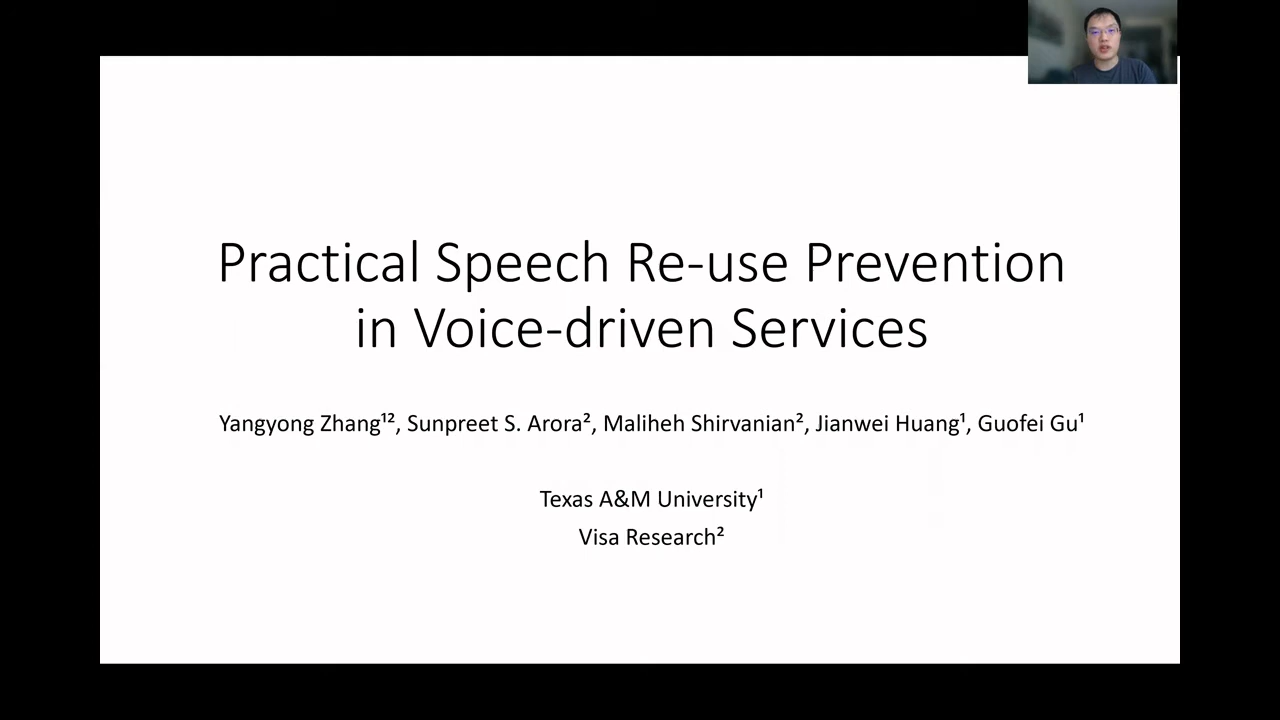 Practical Speech Re-use Prevention
in Voice-driven Services
Yangyong Zhang¹², Sunpreet S. Arora², Maliheh Shirvanian², Jianwei Huang¹, Guofei Gu¹
Texas A&M University¹
Visa Research²